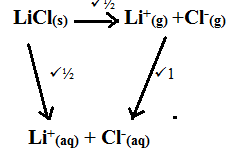 ✓½
LiCl(s) Li⁺(g) +Cl-(g)
✓½ ✓1
Li⁺(aq) + Cl-(aq)